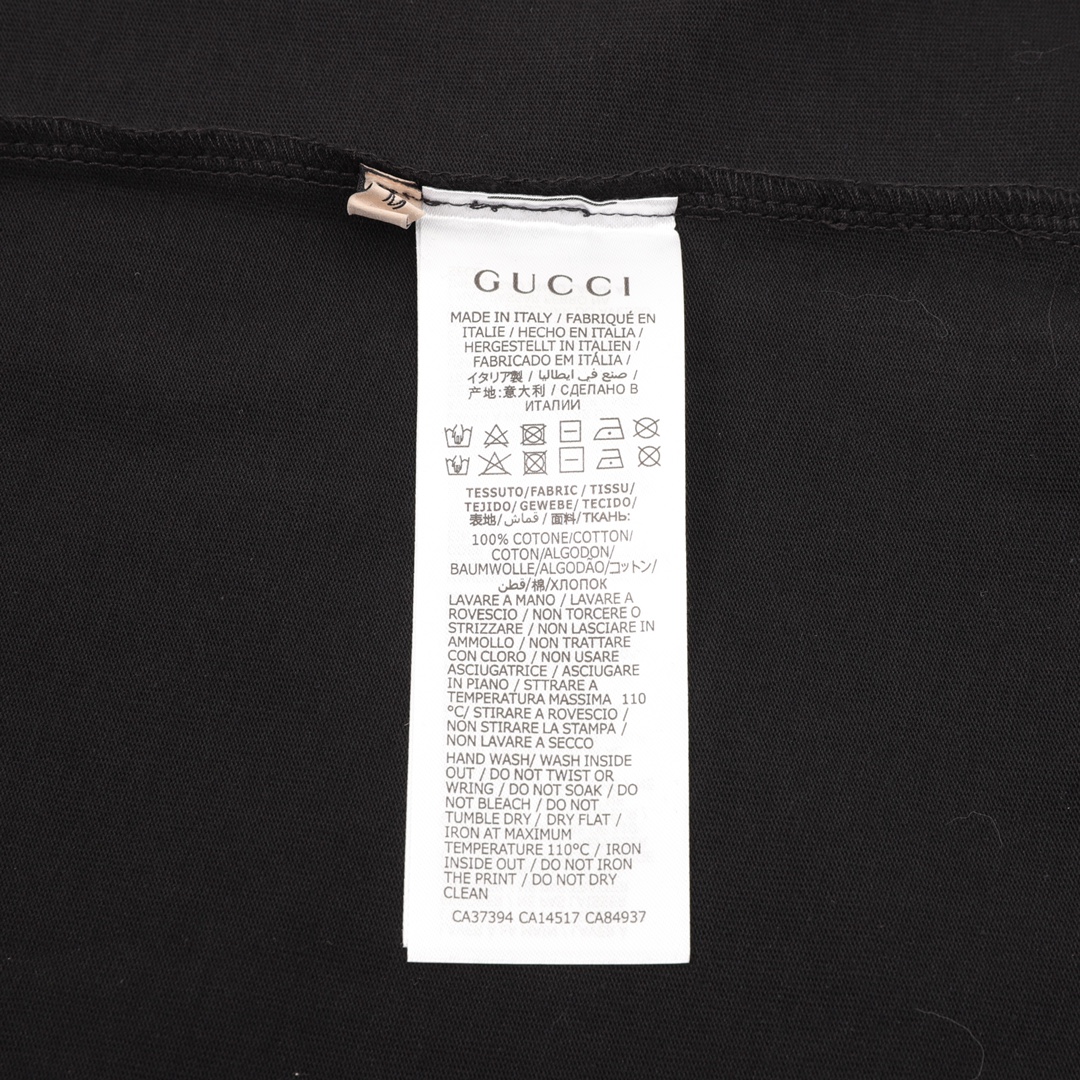 GUCCI
MADE IN ITALY / FABRIQUÉ EN
ITALIE / HECHO EN ITALIA /
HERGESTELLT IN ITALIEN /
FABRICADO EM ITÁLIA /
イタリア製 / صنع في ايطاليا /
产地:意大利 / СДЕЛАНО В
ИТАЛИИ
TESSUTO/FABRIC / TISSU/
TEJIDO/GEWEBE/TECIDO/
表地/قماش/面料/ТКАНЬ:
100% COTONE/COTTON/
COTON/ALGODON/
BAUMWOLLE/ALGODÃO/コットン/
قطن/棉/ХЛОПОК
LAVARE A MANO / LAVARE A
ROVESCIO / NON TORCERE O
STRIZZARE / NON LASCIARE IN
AMMOLLO / NON TRATTARE
CON CLORO / NON USARE
ASCIUGATRICE / ASCIUGARE
IN PIANO / STTRARE A
TEMPERATURA MASSIMA 110
°C/ STIRARE A ROVESCIO /
NON STIRARE LA STAMPA /
NON LAVARE A SECCO
HAND WASH/ WASH INSIDE
OUT / DO NOT TWIST OR
WRING / DO NOT SOAK / DO
NOT BLEACH / DO NOT
TUMBLE DRY / DRY FLAT /
IRON AT MAXIMUM
TEMPERATURE 110°C / IRON
INSIDE OUT / DO NOT IRON
THE PRINT / DO NOT DRY
CLEAN
CA37394 CA14517 CA84937